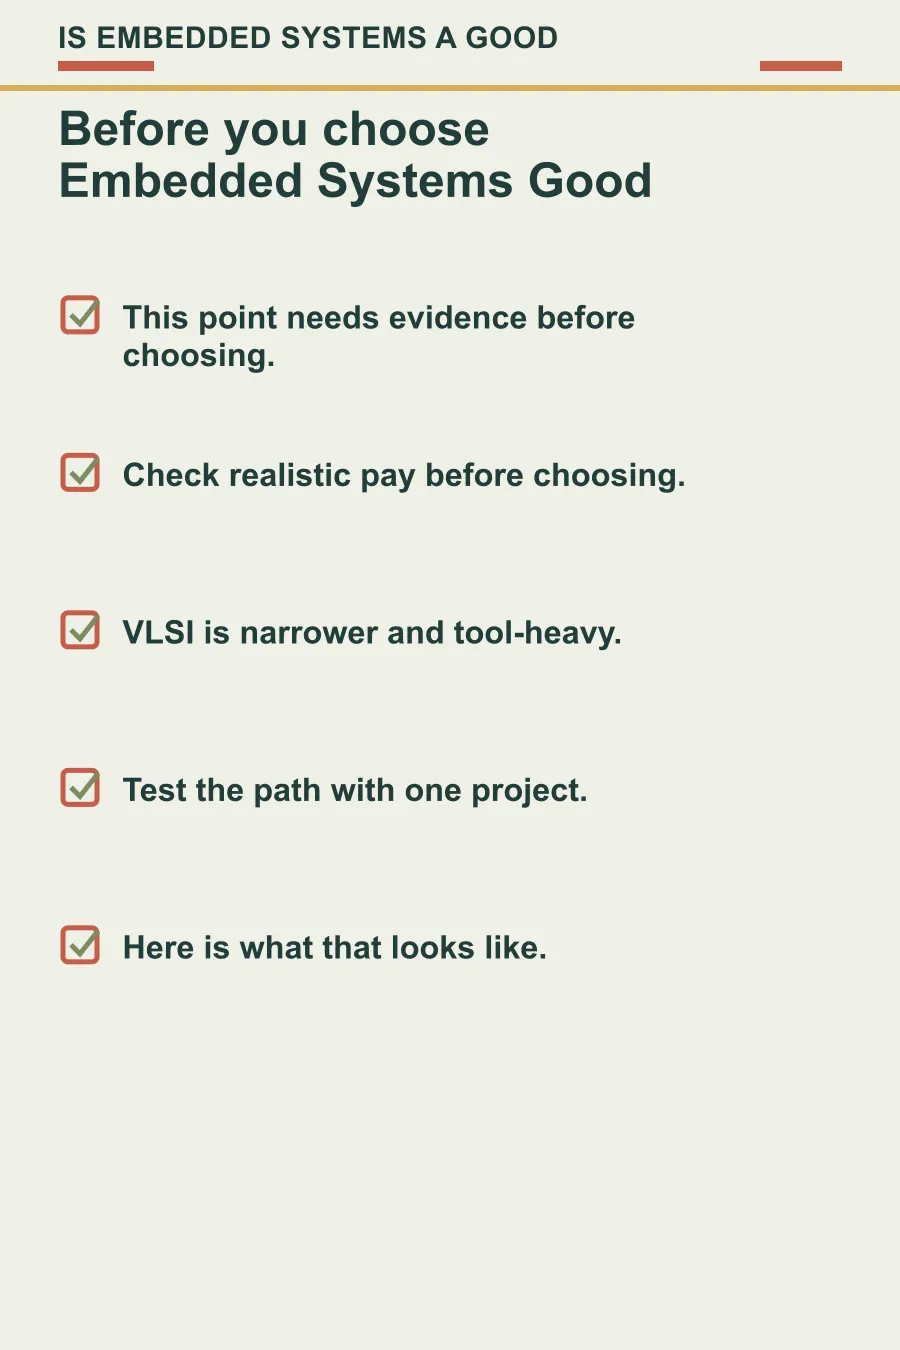 IS EMBEDDED SYSTEMS A GOOD
Before you choose
Embedded Systems Good
This point needs evidence before
choosing.
Check realistic pay before choosing.
VLSI is narrower and tool-heavy.
Test the path with one project.
Here is what that looks like.